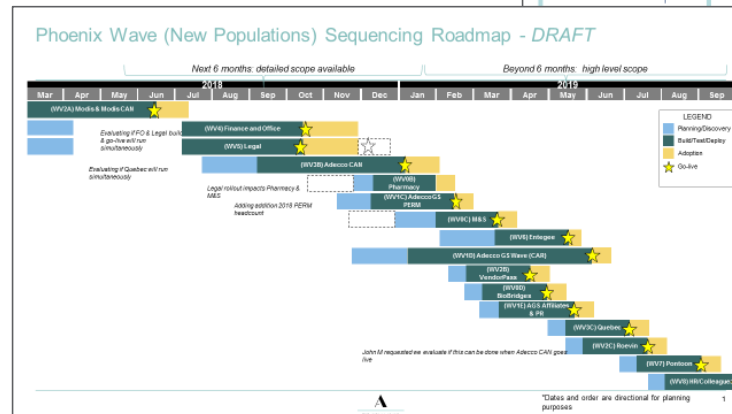 Phoenix Wave (New Populations) Sequencing Roadmap - DRAFT
Next 6 months: detailed scope available
Beyond 6 months: high level scope
2018
2019
Mar Apr May Jun Jul Aug Sep Oct Nov Dec Jan Feb Mar Apr May Jun Jul Aug Sep
LEGEND
Planning/Discovery
Build/Test/Deploy
Adoption
Go-live
(WV2A) Modis & Modis CAN
Evaluating if FO & Legal build
& go-live will run
simultaneously
(WV4) Finance and Office
(WV5) Legal
Evaluating if Quebec will run
simultaneously
(WV3B) Adecco CAN
Legal rollout impacts Pharmacy &
M&S
(WV0B)
Pharmacy
Adding addition 2018 PERM
headcount
(WV1C) Adecco GS
PERM
(WV0C) M&S
(WV6) Entegee
(WV1D) Adecco GS Wave (CAR)
(WV2B)
VendorPass
(WV0D)
BioBridges
(WV1E) AGS Affiliates
& PR
(WV3C) Quebec
John M requested we evaluate if this can be done when Adecco CAN goes
live
(WV2C) Roevin
(WV7) Pontoon
(WV8) HR/Colleague
A
*Dates and order are directional for planning
purposes
1